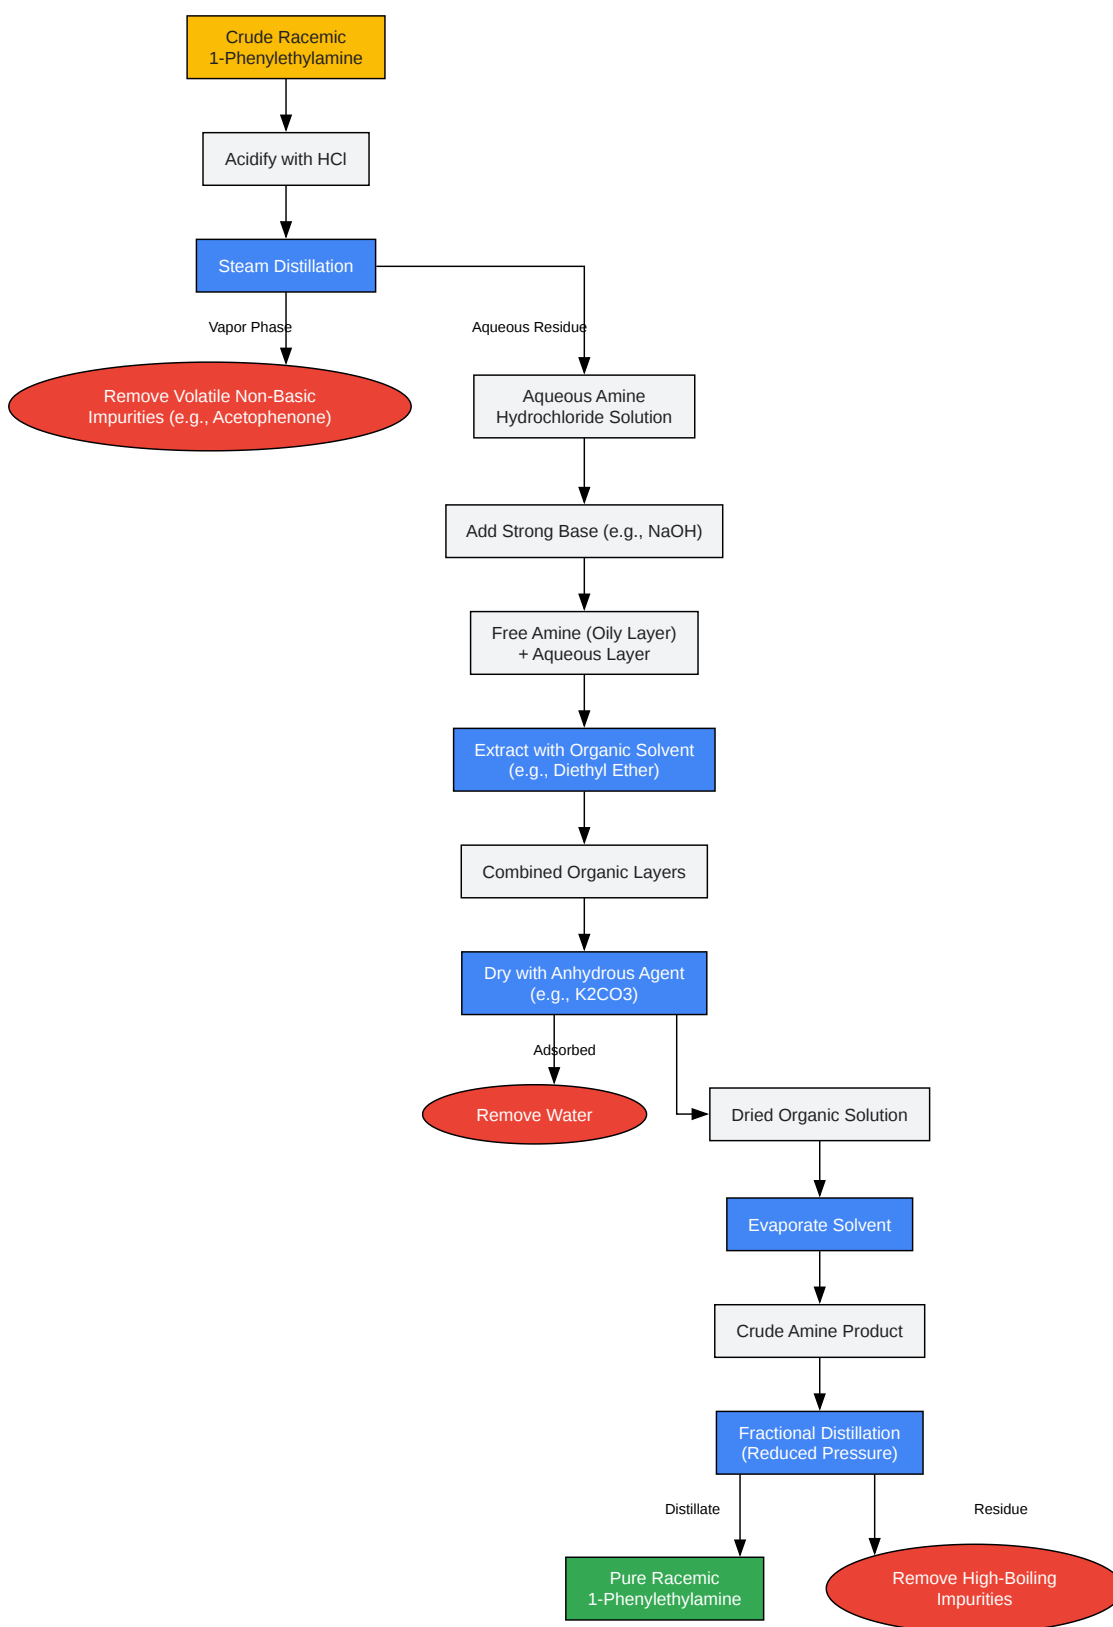 Crude Racemic
1-Phenylethylamine
Acidify with HCl
Steam Distillation
Vapor Phase
Aqueous Residue
Remove Volatile Non-Basic
Impurities (e.g., Acetophenone)
Aqueous Amine
Hydrochloride Solution
Add Strong Base (e.g., NaOH)
Free Amine (Oily Layer)
+ Aqueous Layer
Extract with Organic Solvent
(e.g., Diethyl Ether)
Combined Organic Layers
Dry with Anhydrous Agent
(e.g., K2CO3)
Adsorbed
Remove Water
Dried Organic Solution
Evaporate Solvent
Crude Amine Product
Fractional Distillation
(Reduced Pressure)
Distillate
Residue
Pure Racemic
1-Phenylethylamine
Remove High-Boiling
Impurities